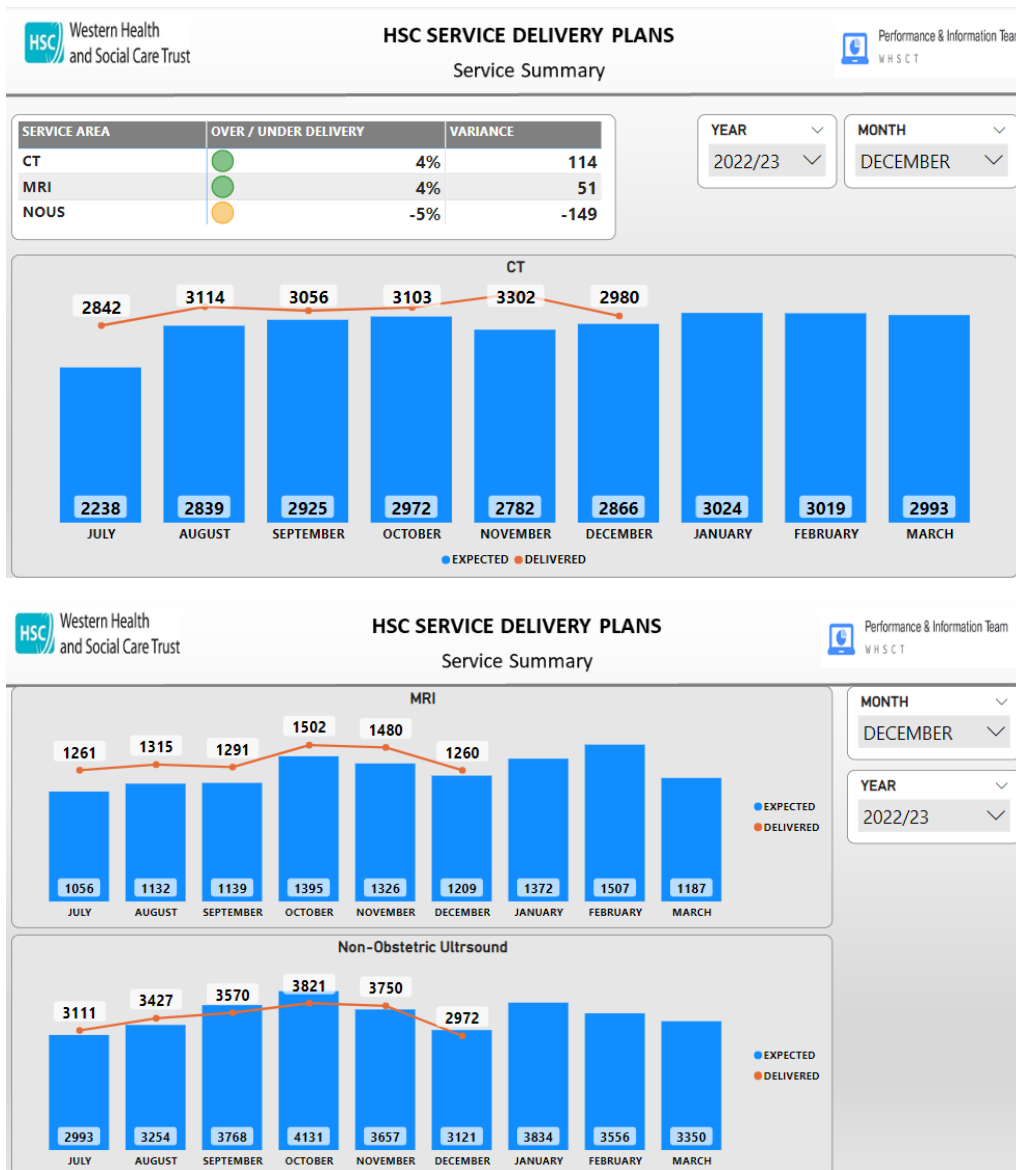 HSC
Western Health
and Social Care Trust
HSC SERVICE DELIVERY PLANS
Service Summary
Performance & Information Tear
WHSCT
SERVICE AREA OVER / UNDER DELIVERY VARIANCE
CT 4% 114
MRI 4% 51
NOUS -5% -149
YEAR
2022/23
MONTH
DECEMBER
CT
2842 3114 3056 3103 3302 2980
2238 2839 2925 2972 2782 2866 3024 3019 2993
JULY AUGUST SEPTEMBER OCTOBER NOVEMBER DECEMBER JANUARY FEBRUARY MARCH
EXPECTED DELIVERED
HSC
Western Health
and Social Care Trust
HSC SERVICE DELIVERY PLANS
Service Summary
Performance & Information Team
WHSCT
MRI
1261 1315 1291 1502 1480 1260
1056 1132 1139 1395 1326 1209 1372 1507 1187
JULY AUGUST SEPTEMBER OCTOBER NOVEMBER DECEMBER JANUARY FEBRUARY MARCH
EXPECTED
DELIVERED
MONTH
DECEMBER
YEAR
2022/23
Non-Obstetric Ultrsound
3111 3427 3570 3821 3750 2972
2993 3254 3768 4131 3657 3121 3834 3556 3350
JULY AUGUST SEPTEMBER OCTOBER NOVEMBER DECEMBER JANUARY FEBRUARY MARCH
EXPECTED
DELIVERED